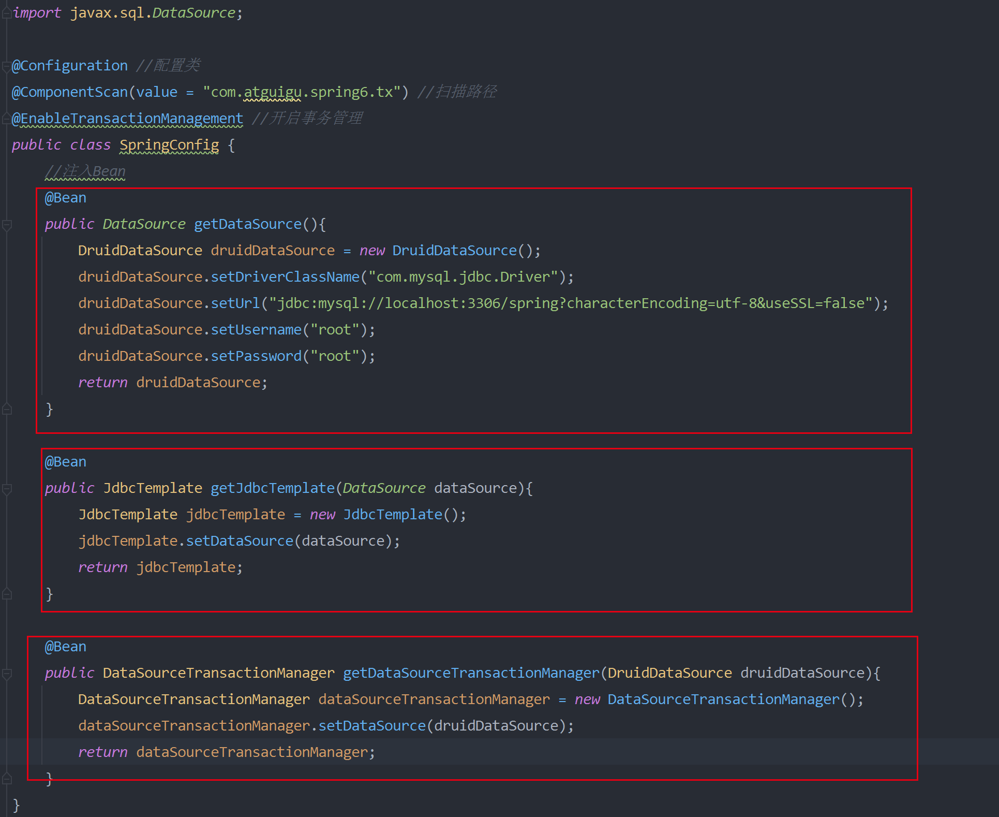 import javax.sql.DataSource;
@Configuration //配置类
@ComponentScan(value = "com.atguigu.spring6.tx") //扫描路径
@EnableTransactionManagement //开启事务管理
public class SpringConfig {
//注入Bean
@Bean
public DataSource getDataSource(){
DruidDataSource druidDataSource = new DruidDataSource();
druidDataSource.setDriverClassName("com.mysql.jdbc.Driver");
druidDataSource.setUrl("jdbc:mysql://localhost:3306/spring?characterEncoding=utf-8&useSSL=false");
druidDataSource.setUsername("root");
druidDataSource.setPassword("root");
return druidDataSource;
}
@Bean
public JdbcTemplate getJdbcTemplate(DataSource dataSource){
JdbcTemplate jdbcTemplate = new JdbcTemplate();
jdbcTemplate.setDataSource(dataSource);
return jdbcTemplate;
}
@Bean
public DataSourceTransactionManager getDataSourceTransactionManager(DruidDataSource druidDataSource){
DataSourceTransactionManager dataSourceTransactionManager = new DataSourceTransactionManager();
dataSourceTransactionManager.setDataSource(druidDataSource);
return dataSourceTransactionManager;
}
}